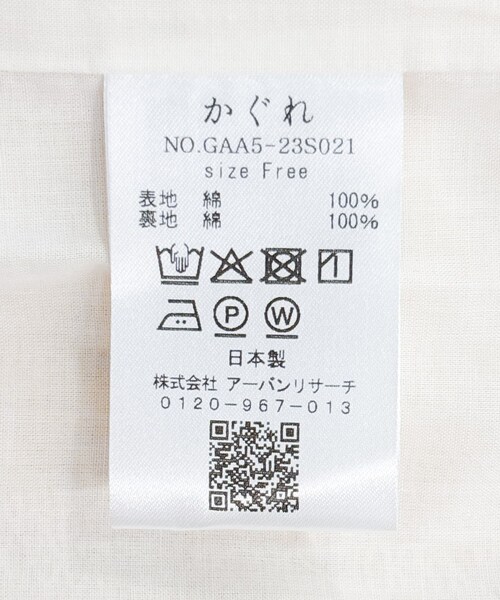 かぐれ
NO.GAA5-23S021
size Free
表地 綿 100%
裏地 綿 100%
P W
日本製
株式会社 アーバンリサーチ
0120-967-013